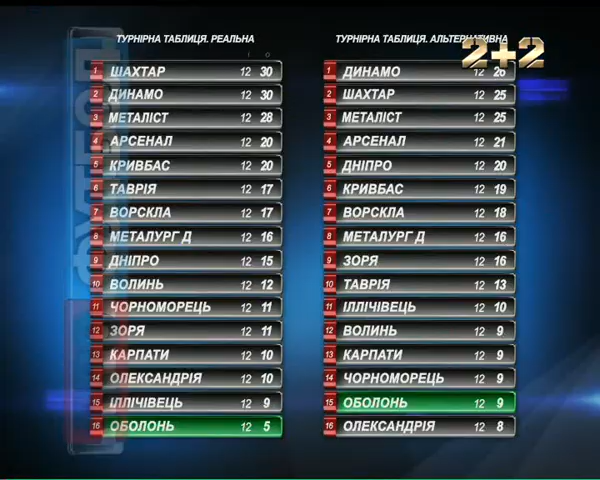 ТУРНІРНА ТАБЛИЦЯ. РЕАЛЬНА
І О
1 ШАХТАР 12 30
2 ДИНАМО 12 30
3 МЕТАЛІСТ 12 28
4 АРСЕНАЛ 12 20
5 КРИВБАС 12 20
6 ТАВРІЯ 12 17
7 ВОРСКЛА 12 17
8 МЕТАЛУРГ Д 12 16
9 ДНІПРО 12 15
10 ВОЛИНЬ 12 12
11 ЧОРНОМОРЕЦЬ 12 11
12 ЗОРЯ 12 11
13 КАРПАТИ 12 10
14 ОЛЕКСАНДРІЯ 12 10
15 ІЛЛІЧІВЕЦЬ 12 9
16 ОБОЛОНЬ 12 5
ТУРНІРНА ТАБЛИЦЯ. АЛЬТЕРНАТИВНА
2+2
1 ДИНАМО 12 26
2 ШАХТАР 12 25
3 МЕТАЛІСТ 12 25
4 АРСЕНАЛ 12 21
5 ДНІПРО 12 20
6 КРИВБАС 12 19
7 ВОРСКЛА 12 18
8 МЕТАЛУРГ Д 12 16
9 ЗОРЯ 12 16
10 ТАВРІЯ 12 13
11 ІЛЛІЧІВЕЦЬ 12 10
12 ВОЛИНЬ 12 9
13 КАРПАТИ 12 9
14 ЧОРНОМОРЕЦЬ 12 9
15 ОБОЛОНЬ 12 9
16 ОЛЕКСАНДРІЯ 12 8